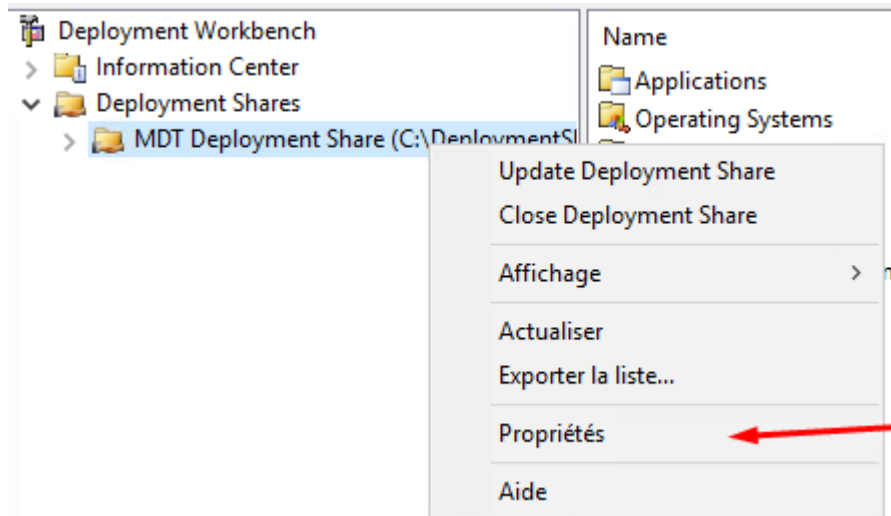 Deployment Workbench
Information Center
Deployment Shares
MDT Deployment Share (C:\DeploymentSl
Name
Applications
Operating Systems
Update Deployment Share
Close Deployment Share
Affichage
Actualiser
Exporter la liste...
Propriétés
Aide